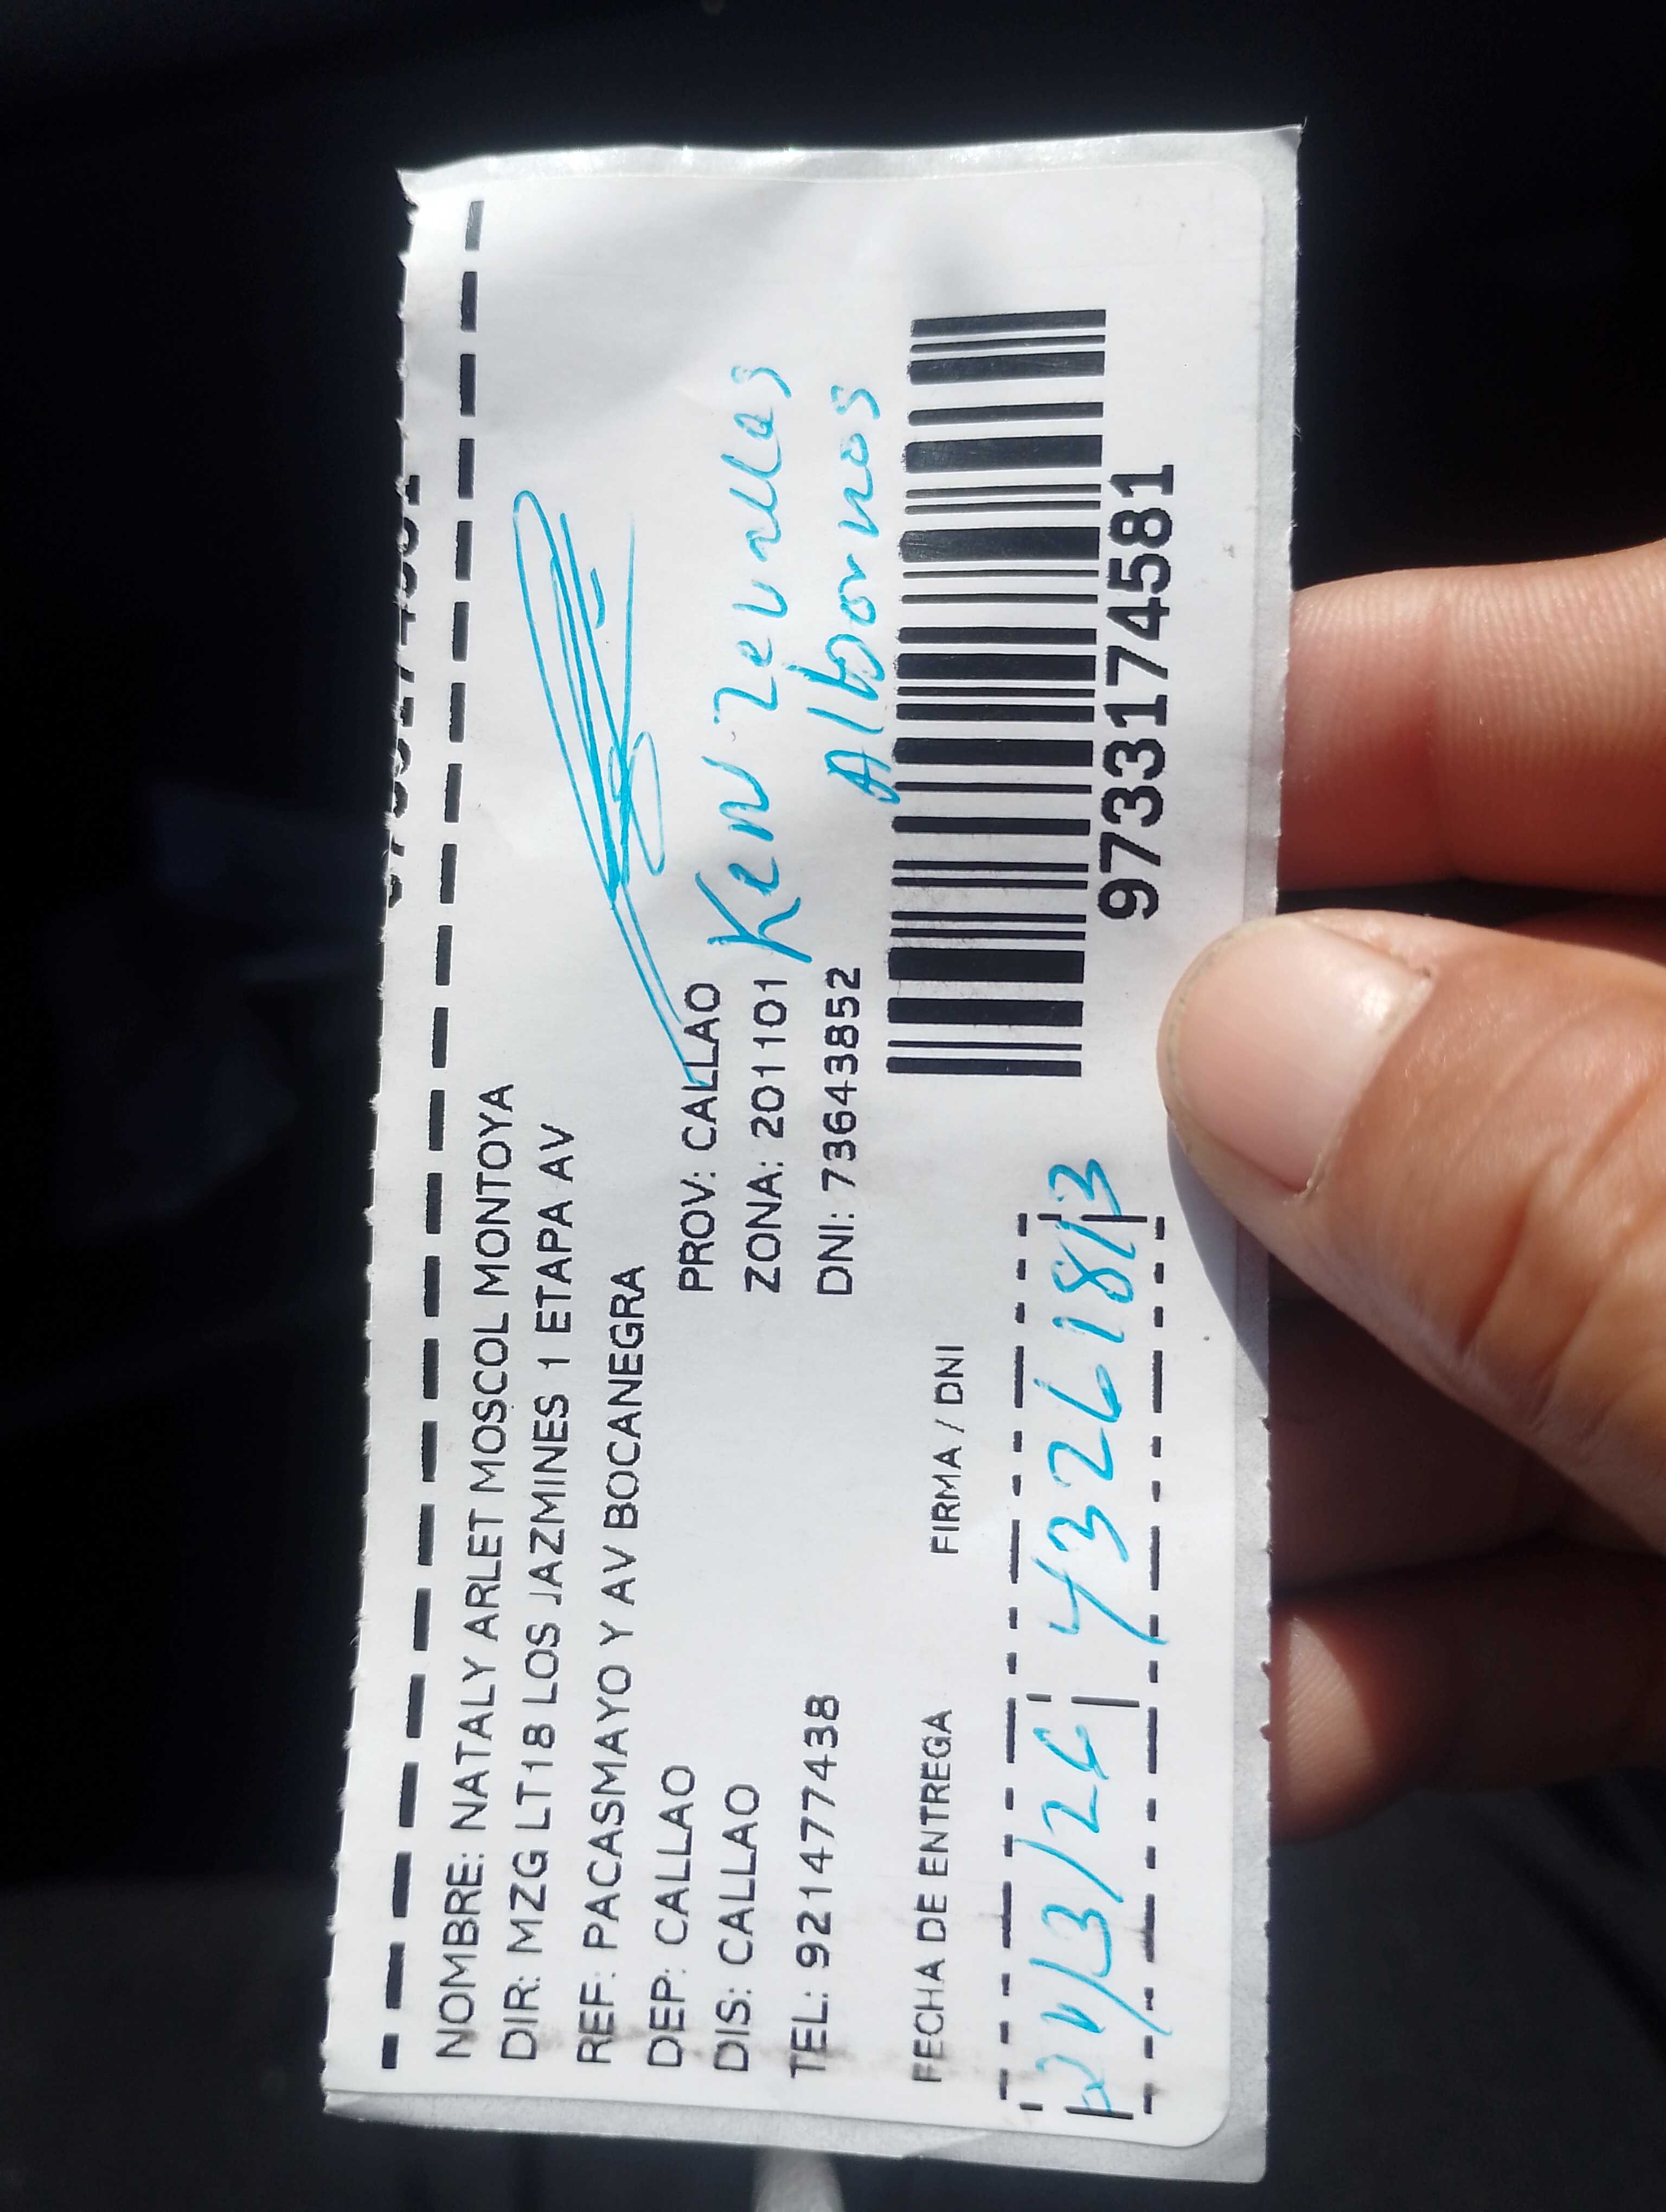 NOMBRE: NATALY ARLET MOSCOL MONTOYA
DIR: MZG LT18 LOS JAZMINES 1 ETAPA AV
REF: PACASMAYO Y AV BOCANEGRA
DEP: CALLAO PROV: CALLAO
DIS: CALLAO ZONA: 201101
TEL: 921477438 DNI: 73643852
Ken Zevallos
Albornos
FECHA DE ENTREGA FIRMA / DNI
43261813
9733174581